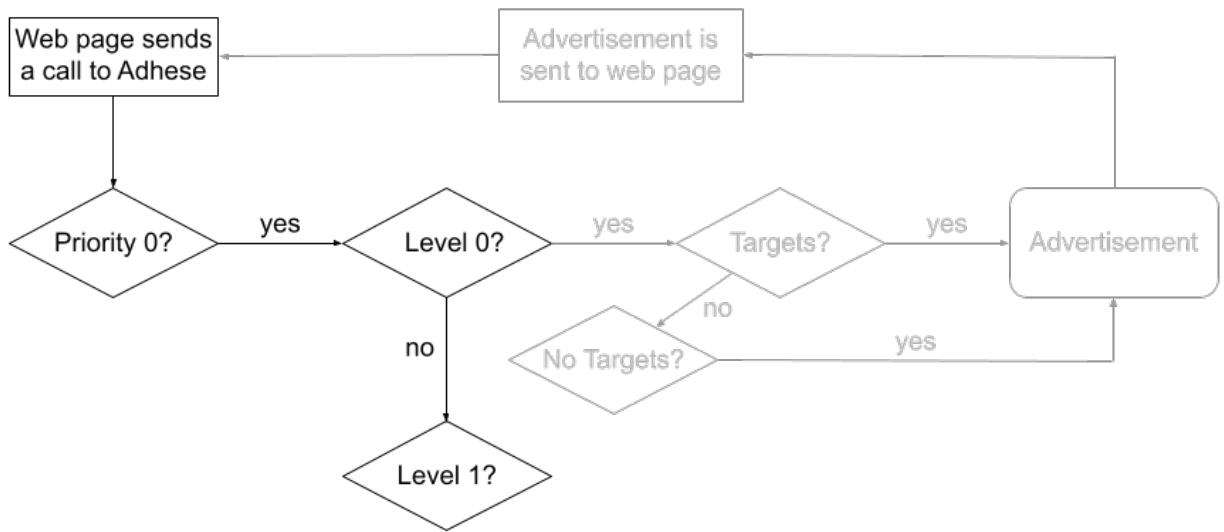 Web page sends
a call to Adhese
Advertisement is
sent to web page
Priority 0?
yes
Level 0?
yes
Targets?
yes
Advertisement
no
No Targets?
yes
no
Level 1?